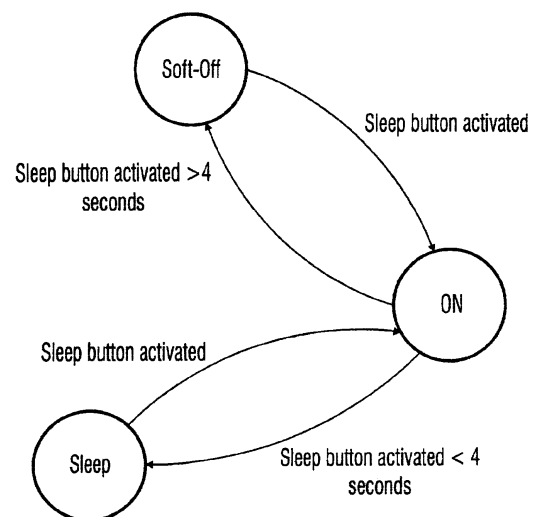 Soft-Off
Sleep button activated
Sleep button activated >4
seconds
ON
Sleep button activated
Sleep
Sleep button activated < 4
seconds